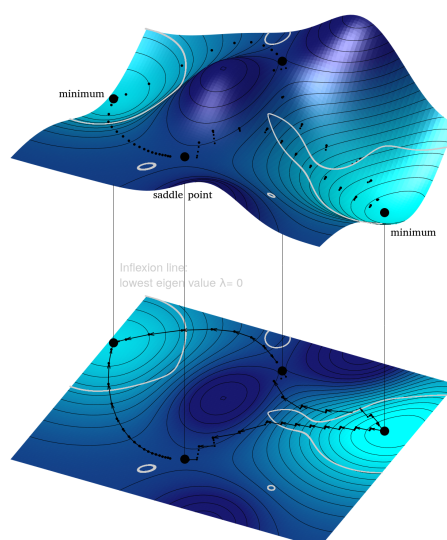 minimum
saddle point
minimum
Inflexion line:
lowest eigen value λ= 0